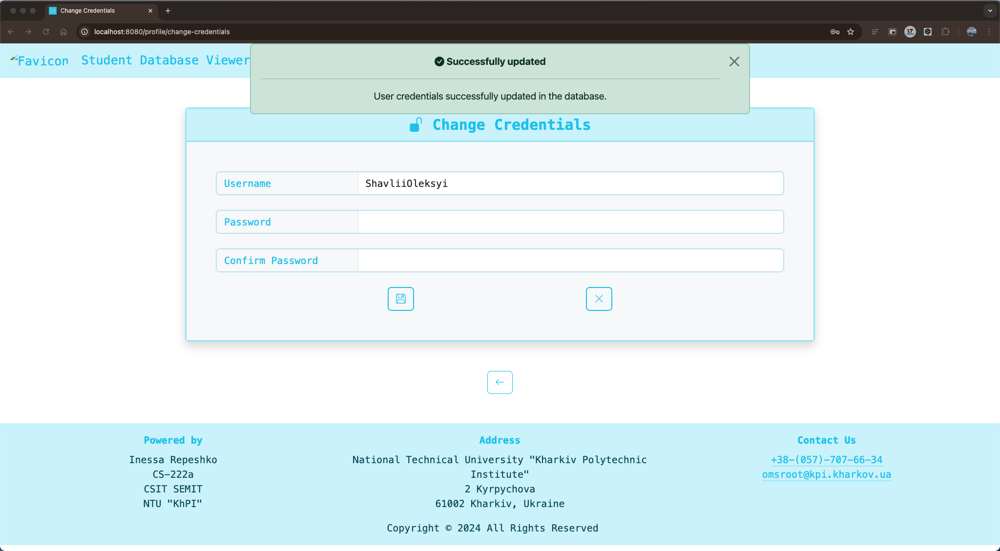 Change Credentials
localhost:8080/profile/change-credentials
LT
Favicon Student Database Viewer
Successfully updated
User credentials successfully updated in the database.
Change Credentials
Username ShavliiOleksyi
Password
Confirm Password
Powered by
Inessa Repeshko
CS-222a
CSIT SEMIT
NTU "KhPI"
Address
National Technical University "Kharkiv Polytechnic
Institute"
2 Kyrpychova
61002 Kharkiv, Ukraine
Contact Us
+38-(057)-707-66-34
omsroot@kpi.kharkov.ua
Copyright © 2024 All Rights Reserved